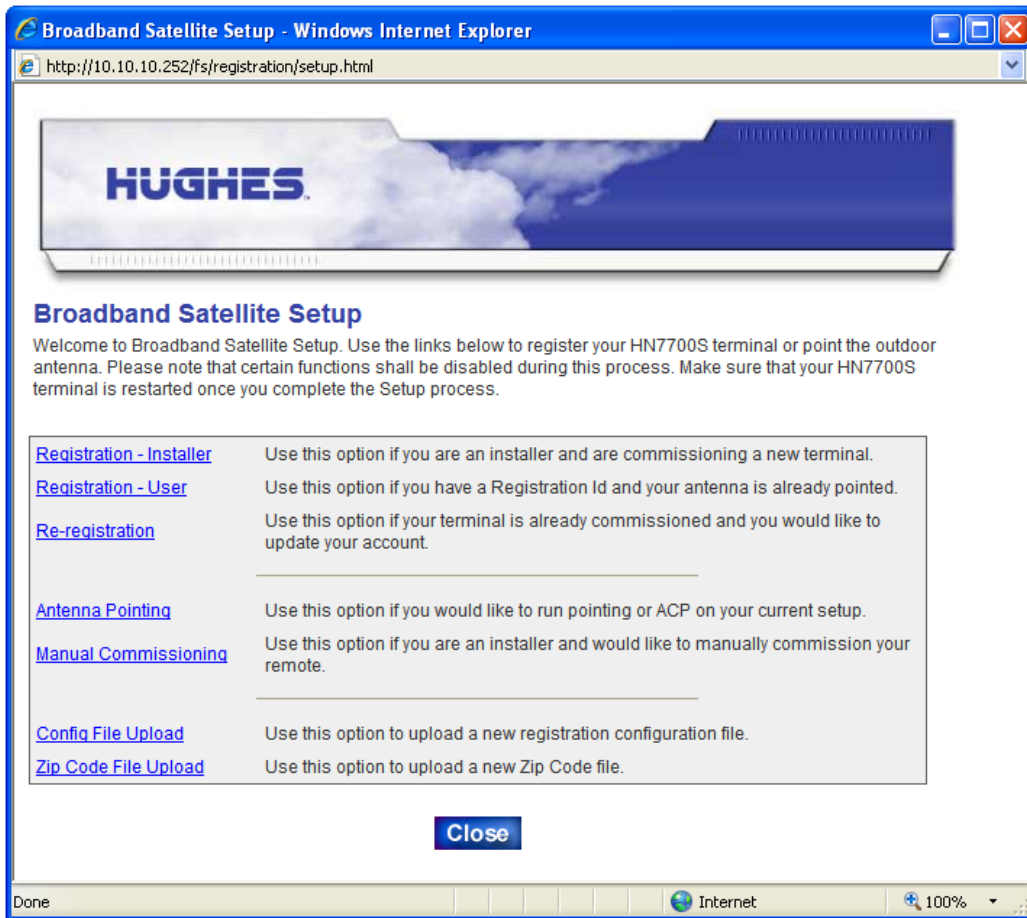 Broadband Satellite Setup - Windows Internet Explorer
http://10.10.10.252/fs/registration/setup.html
HUGHES.
Broadband Satellite Setup
Welcome to Broadband Satellite Setup. Use the links below to register your HN7700S terminal or point the outdoor
antenna. Please note that certain functions shall be disabled during this process. Make sure that your HN7700S
terminal is restarted once you complete the Setup process.
Registration - Installer Use this option if you are an installer and are commissioning a new terminal.
Registration - User Use this option if you have a Registration Id and your antenna is already pointed.
Re-registration Use this option if your terminal is already commissioned and you would like to
update your account.
Antenna Pointing Use this option if you would like to run pointing or ACP on your current setup.
Manual Commissioning Use this option if you are an installer and would like to manually commission your
remote.
Config File Upload Use this option to upload a new registration configuration file.
Zip Code File Upload Use this option to upload a new Zip Code file.
Close
Done Internet 100%